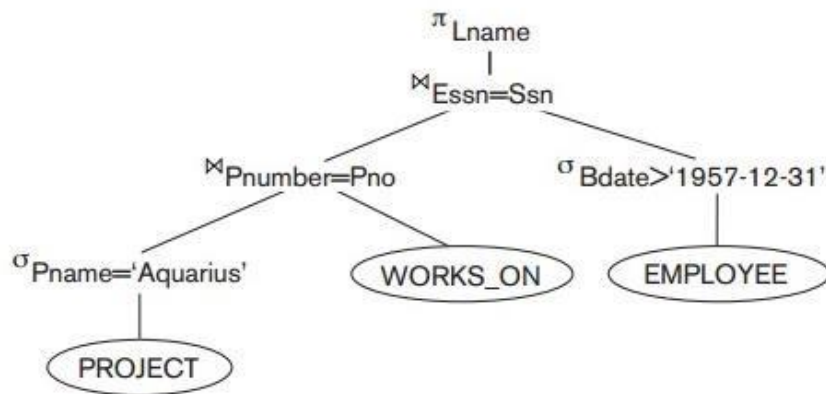 π Lname
⋈ Essn=Ssn
⋈ Pnumber=Pno
σ Bdate>‘1957-12-31’
σ Pname=‘Aquarius’
WORKS_ON
EMPLOYEE
PROJECT